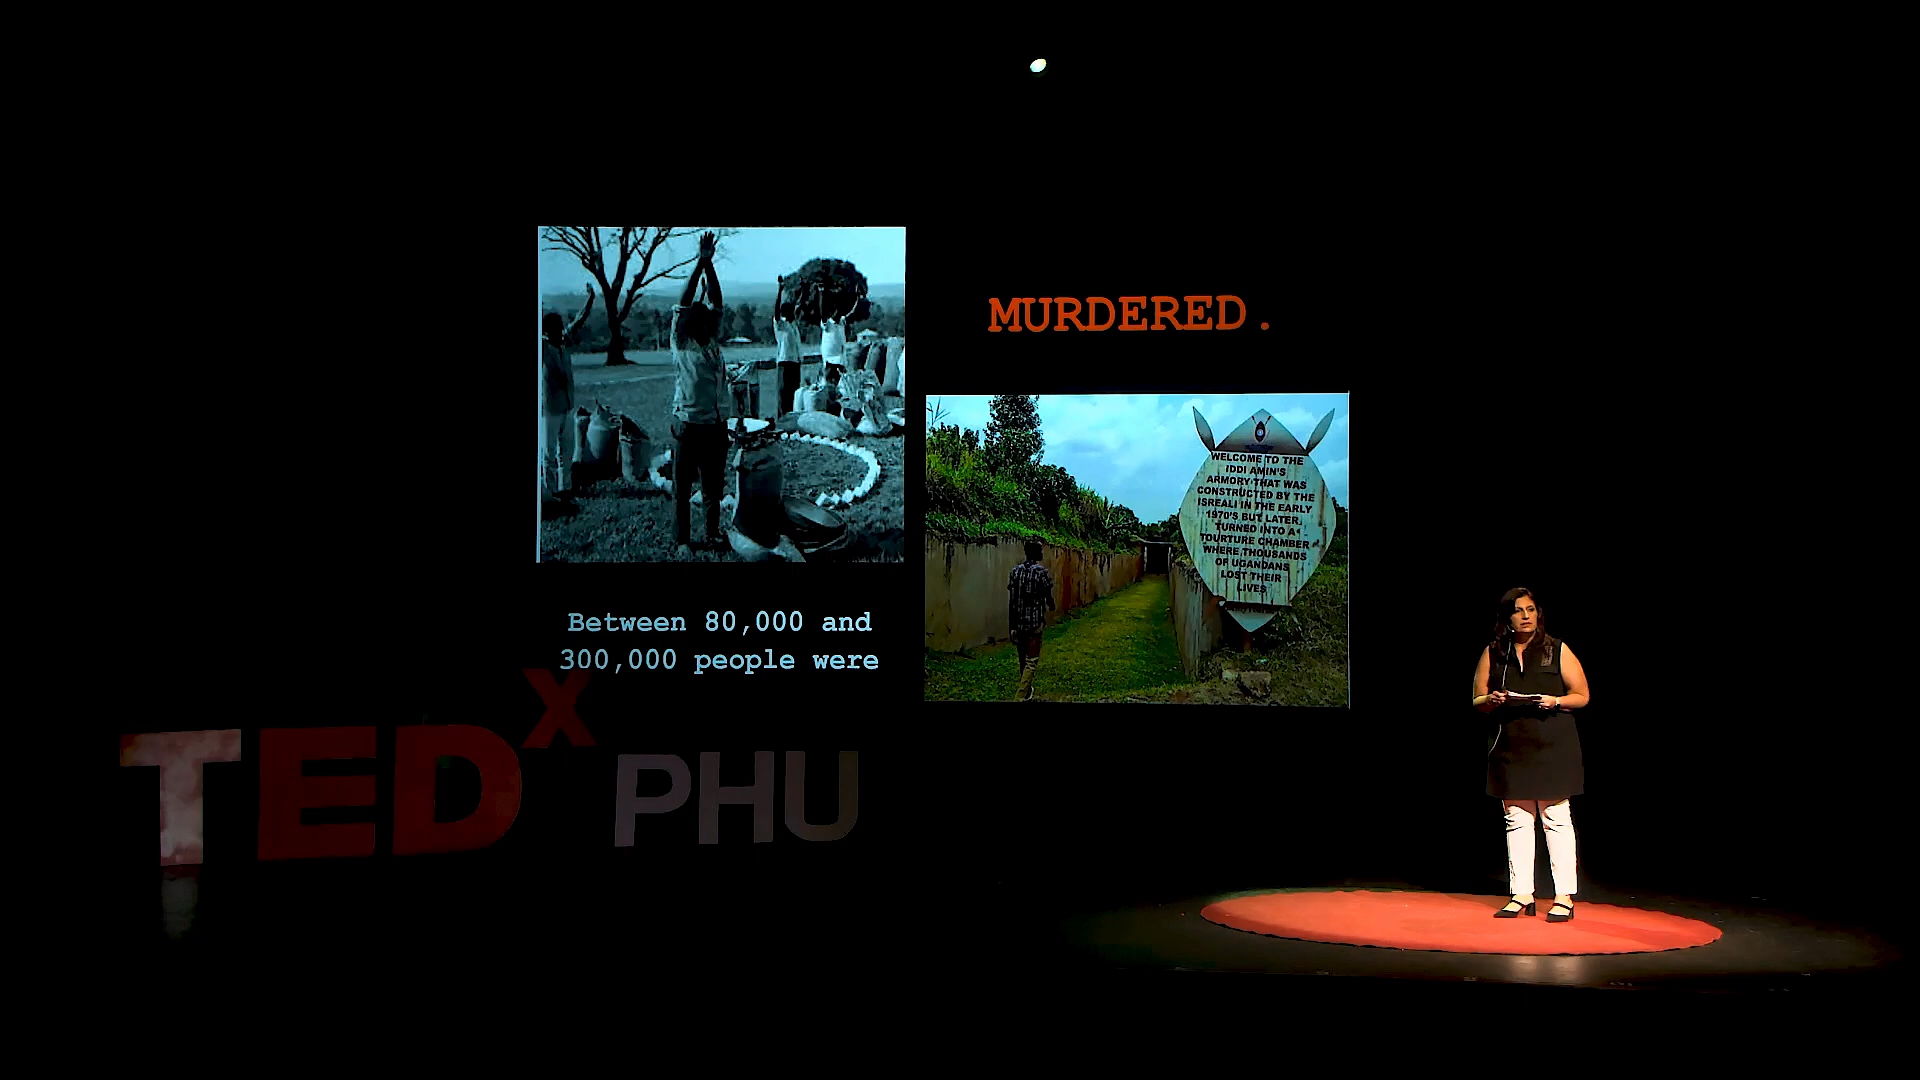 MURDERED.
Between 80,000 and
300,000 people were
WELCOME TO THE
IDDI AMIN'S
ARMORY THAT WAS
CONSTRUCTED BY THE
ISREALI IN THE EARLY
1970'S BUT LATER,
TURNED INTO A
TOURTURE CHAMBER
WHERE THOUSANDS
OF UGANDANS
LOST THEIR
LIVES
TEDX PHU